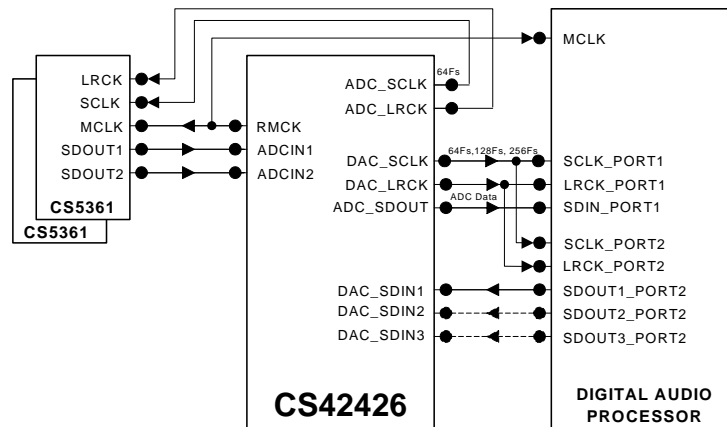 MCLK
LRCK
SCLK
MCLK
SDOUT1
SDOUT2
CS5361
CS5361
64Fs
ADC_SCLK
ADC_LRCK
RMCK
ADCIN1
ADCIN2
DAC_SCLK
DAC_LRCK
ADC_SDOUT
64Fs,128Fs, 256Fs
ADC Data
SCLK_PORT1
LRCK_PORT1
SDIN_PORT1
SCLK_PORT2
LRCK_PORT2
DAC_SDIN1
DAC_SDIN2
DAC_SDIN3
SDOUT1_PORT2
SDOUT2_PORT2
SDOUT3_PORT2
CS42426
DIGITAL AUDIO
PROCESSOR